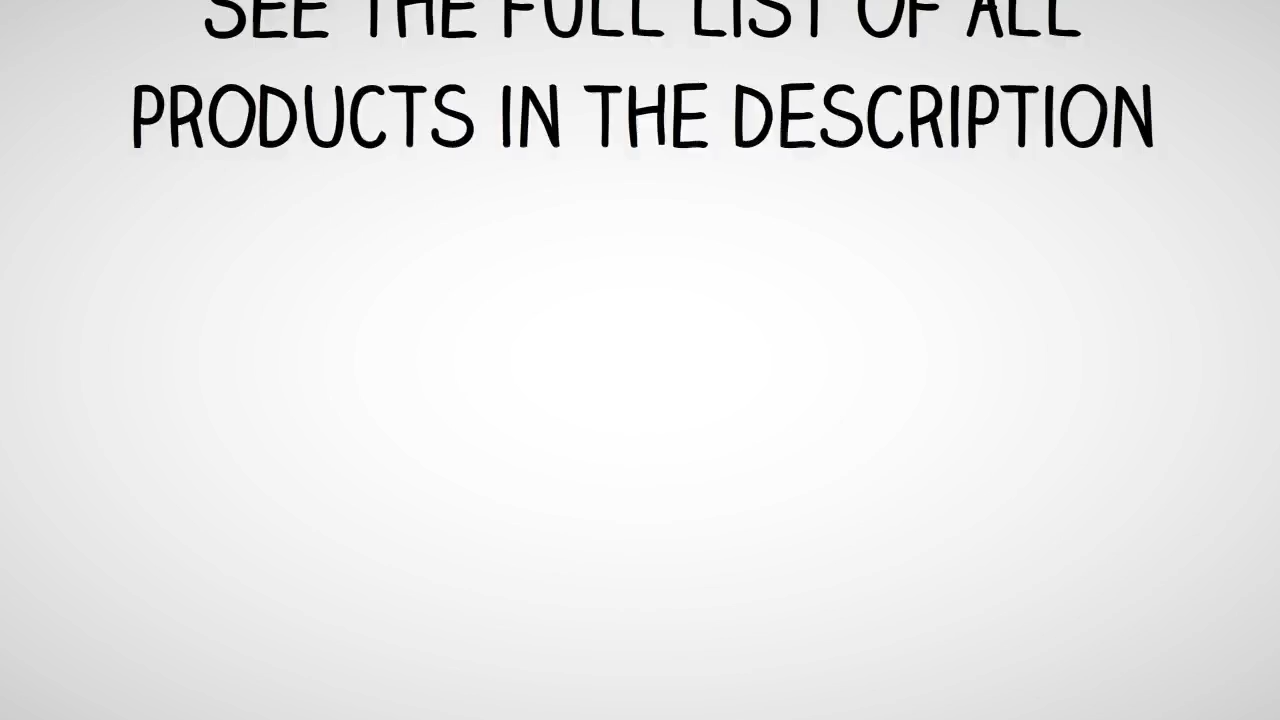 SEE THE FULL LIST OF ALL
PRODUCTS IN THE DESCRIPTION